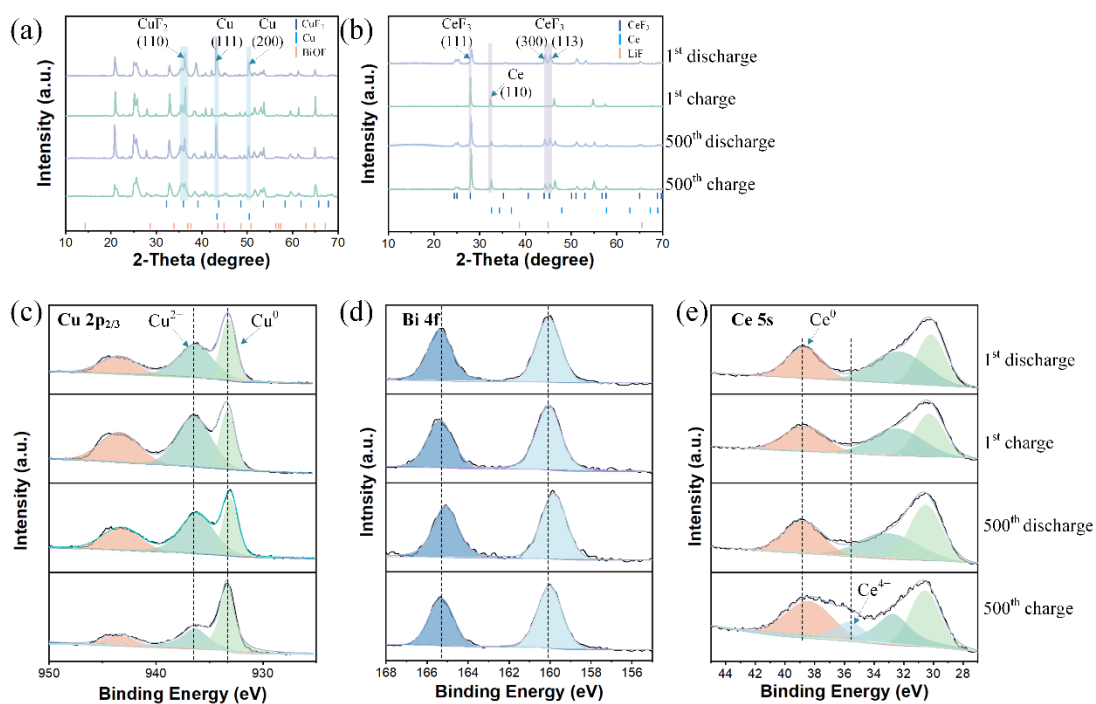 (a)
CuF₂
(110)
Cu
(111)
Cu
(200)
CuF₂
Cu
BiOF
Intensity (a.u.)
10 20 30 40 50 60 70
2-Theta (degree)
(b)
CeF₃
(111)
CeF₃
(300) (113)
Ce
(110)
CeF₃
Ce
LiF
1ˢᵗ discharge
1ˢᵗ charge
500ᵗʰ discharge
500ᵗʰ charge
Intensity (a.u.)
10 20 30 40 50 60 70
2-Theta (degree)
(c)
Cu 2p₂/₃
Cu²⁻
Cu⁰
Intensity (a.u.)
950 940 930
Binding Energy (eV)
(d)
Bi 4f
Intensity (a.u.)
168 166 164 162 160 158 156 154
Binding Energy (eV)
(e)
Ce 5s
Ce⁰
Ce⁴⁻
1ˢᵗ discharge
1ˢᵗ charge
500ᵗʰ discharge
500ᵗʰ charge
Intensity (a.u.)
44 42 40 38 36 34 32 30 28
Binding Energy (eV)